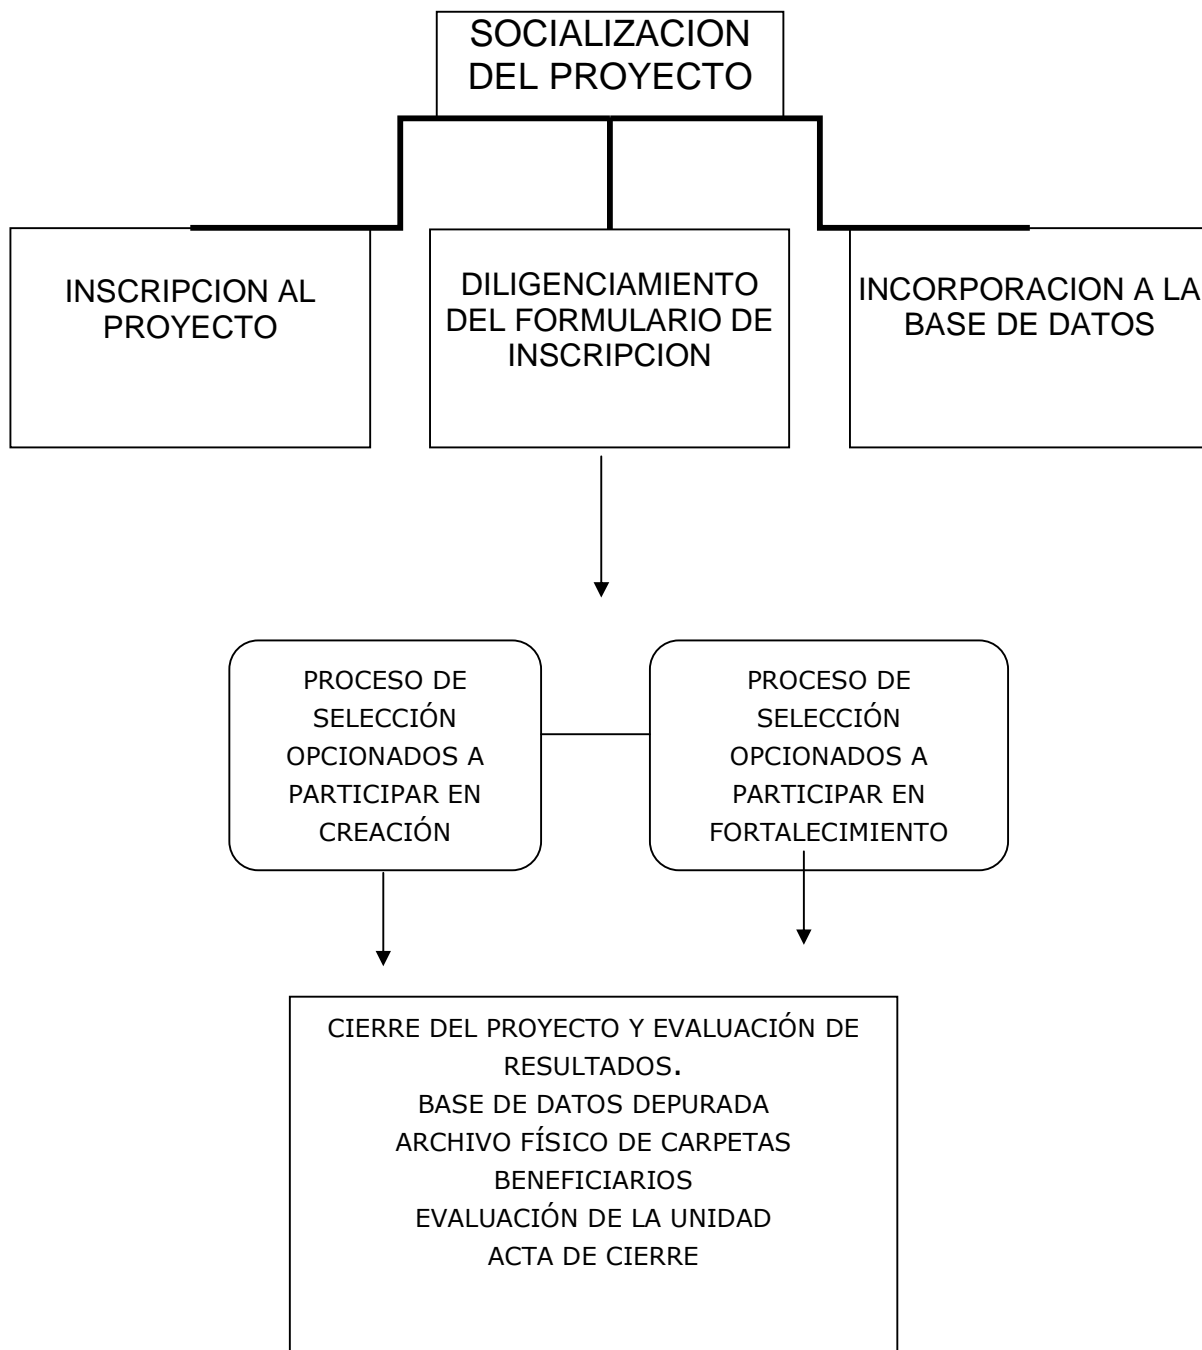 SOCIALIZACION
DEL PROYECTO
INSCRIPCION AL
PROYECTO
DILIGENCIAMIENTO
DEL FORMULARIO DE
INSCRIPCION
INCORPORACION A LA
BASE DE DATOS
PROCESO DE
SELECCIÓN
OPCIONADOS A
PARTICIPAR EN
CREACIÓN
PROCESO DE
SELECCIÓN
OPCIONADOS A
PARTICIPAR EN
FORTALECIMIENTO
CIERRE DEL PROYECTO Y EVALUACIÓN DE
RESULTADOS.
BASE DE DATOS DEPURADA
ARCHIVO FÍSICO DE CARPETAS
BENEFICIARIOS
EVALUACIÓN DE LA UNIDAD
ACTA DE CIERRE